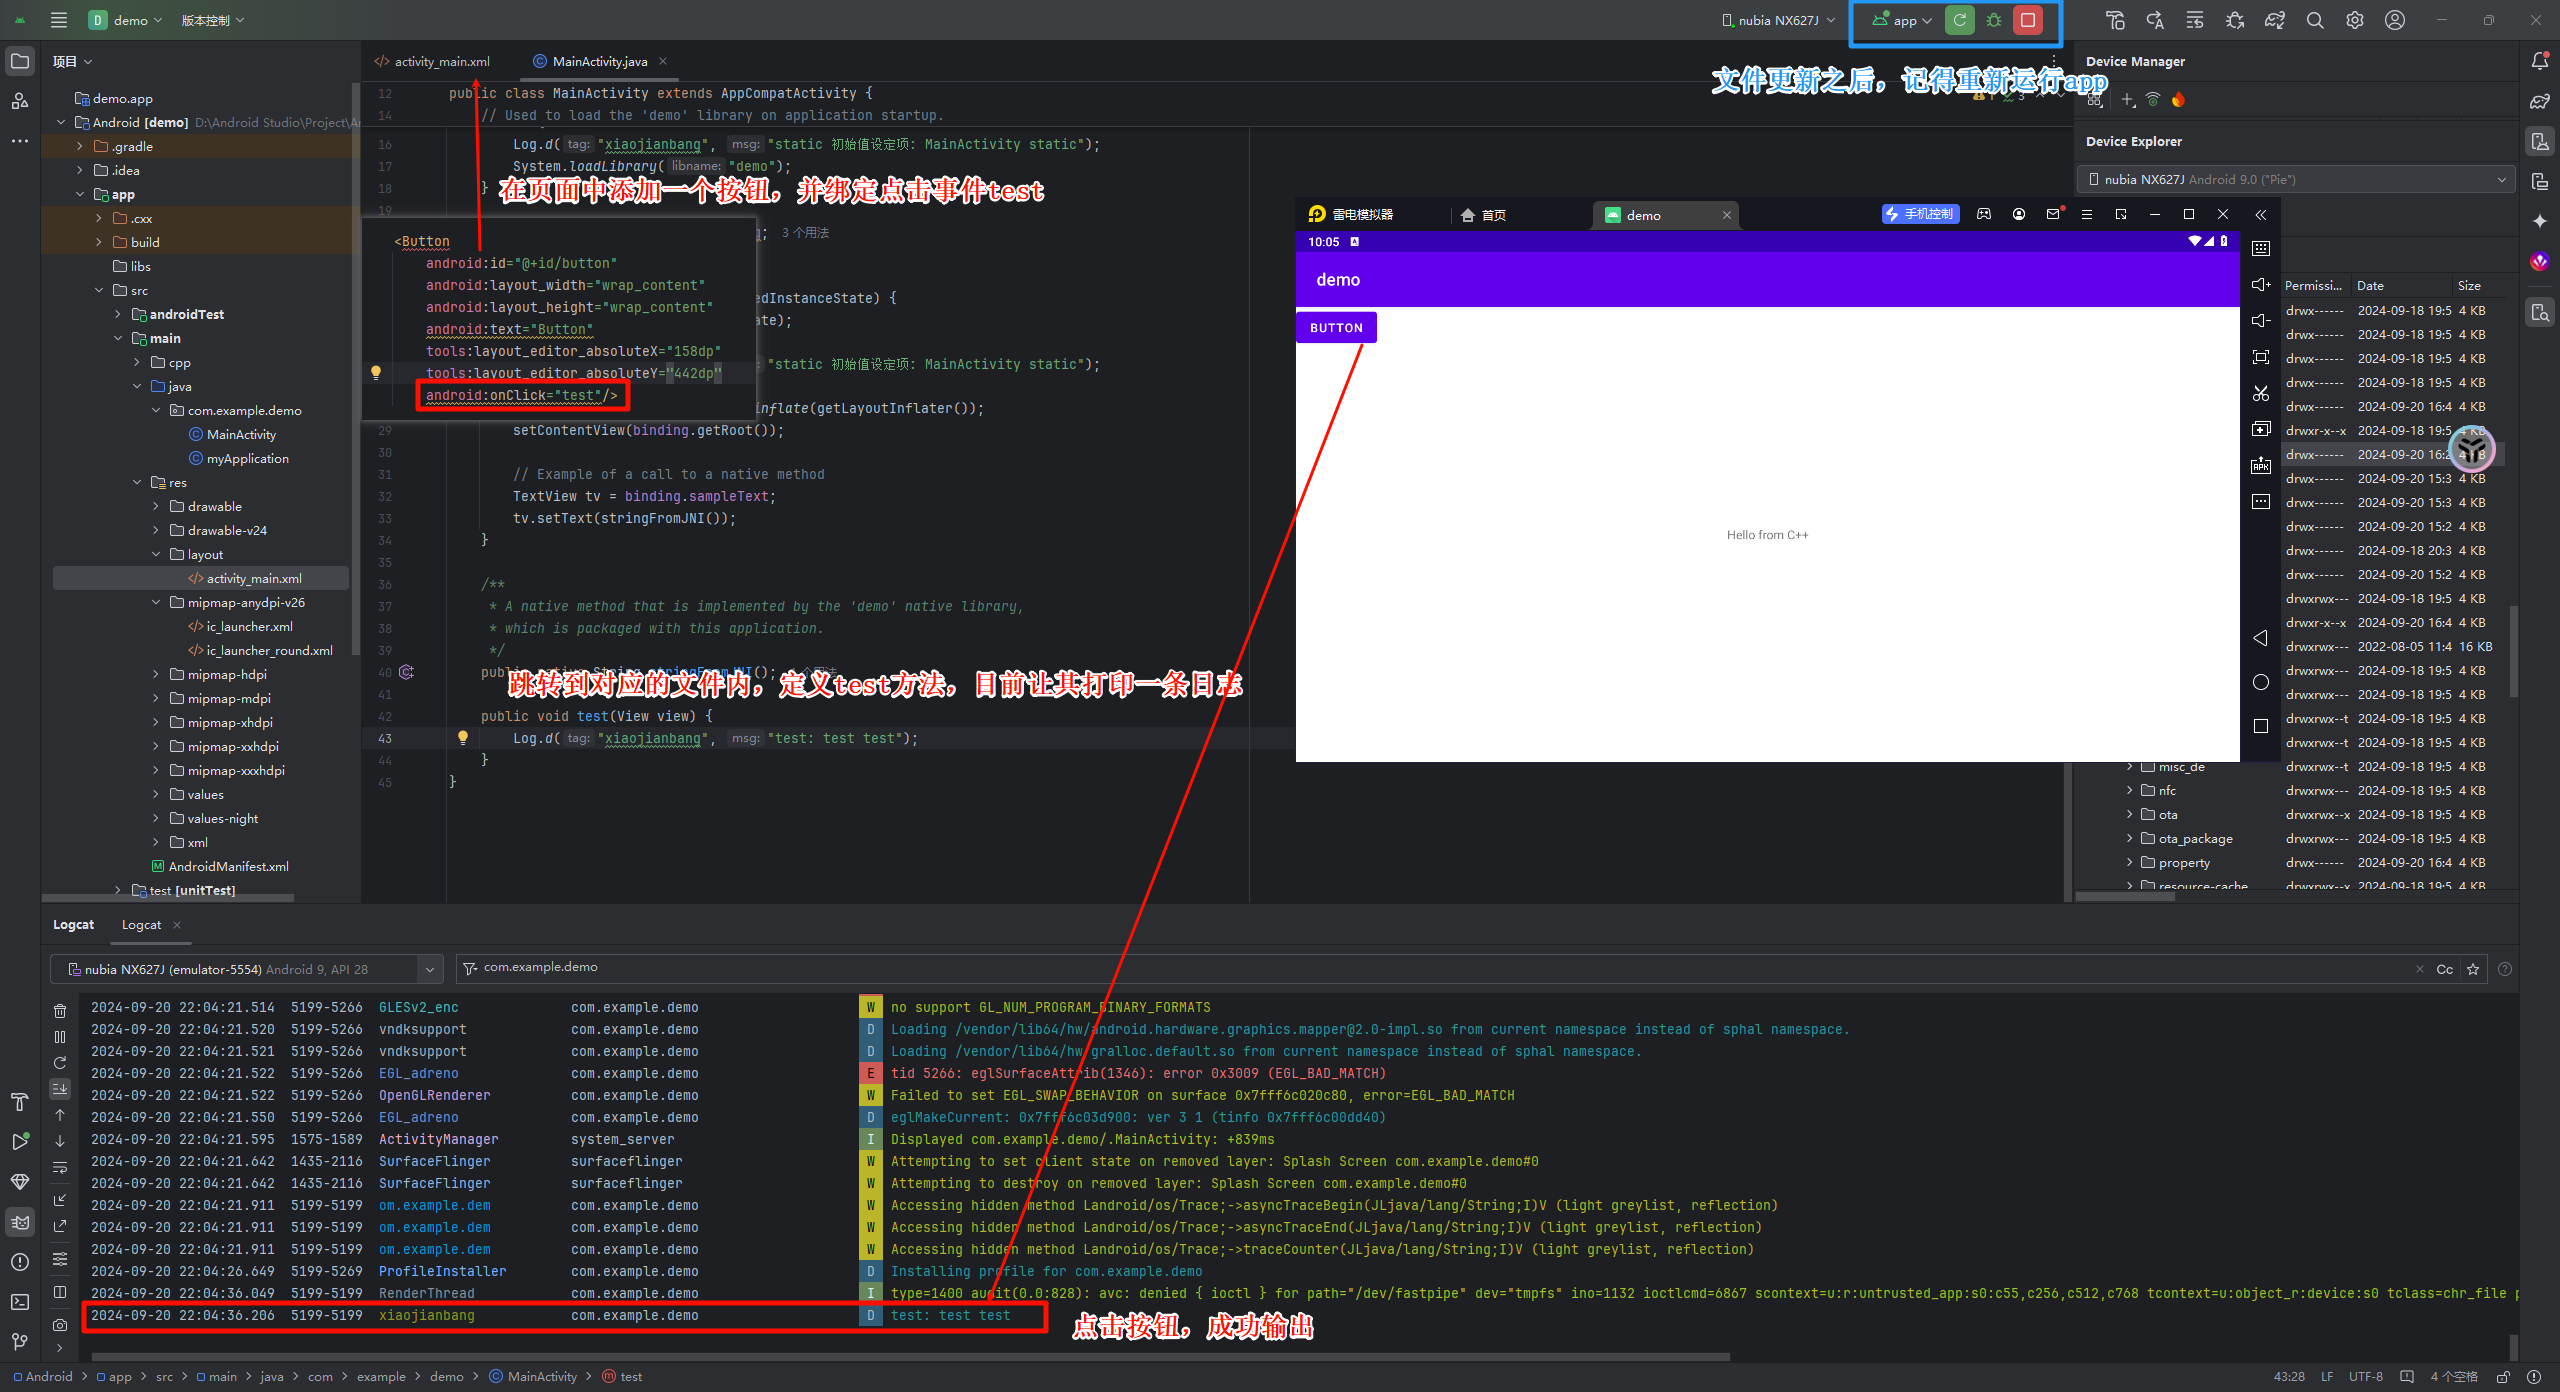 demo
版本控制
nubia NX627J
app
项目
activity_main.xml
MainActivity.java
Device Manager
文件更新之后，记得重新运行app
demo.app
Android [demo] D:\Android Studio\Project\A
.gradle
.idea
app
.cxx
build
libs
src
androidTest
main
cpp
java
com.example.demo
MainActivity
myApplication
res
drawable
drawable-v24
layout
activity_main.xml
mipmap-anydpi-v26
ic_launcher.xml
ic_launcher_round.xml
mipmap-hdpi
mipmap-mdpi
mipmap-xhdpi
mipmap-xxhdpi
mipmap-xxxhdpi
values
values-night
xml
AndroidManifest.xml
test [unitTest]
12 public class MainActivity extends AppCompatActivity {
14 // Used to load the 'demo' library on application startup.
16 Log.d( tag: "xiaojianbang", msg: "static 初始值设定项: MainActivity static");
17 System.loadLibrary( libname: "demo");
18 }
在页面中添加一个按钮，并绑定点击事件test
19
; 3 个用法
<Button
android:id="@+id/button"
android:layout_width="wrap_content"
android:layout_height="wrap_content"
android:text="Button"
tools:layout_editor_absoluteX="158dp"
tools:layout_editor_absoluteY="442dp"
android:onClick="test"/>
edInstanceState) {
ate);
"static 初始值设定项: MainActivity static");
inflate(getLayoutInflater());
29 setContentView(binding.getRoot());
30
31 // Example of a call to a native method
32 TextView tv = binding.sampleText;
33 tv.setText(stringFromJNI());
34 }
35
36 /**
37 * A native method that is implemented by the 'demo' native library,
38 * which is packaged with this application.
39 */
40 public native String stringFromJNI();
跳转到对应的文件内，定义test方法，目前让其打印一条日志
41
42 public void test(View view) {
43 Log.d( tag: "xiaojianbang", msg: "test: test test");
44 }
45 }
Device Explorer
nubia NX627J Android 9.0 ("Pie")
雷电模拟器
首页
demo
手机控制
10:05
demo
BUTTON
Hello from C++
APK
Permissi... Date Size
drwx------ 2024-09-18 19:5 4 KB
drwx------ 2024-09-18 19:5 4 KB
drwx------ 2024-09-18 19:5 4 KB
drwx------ 2024-09-18 19:5 4 KB
drwx------ 2024-09-20 16:4 4 KB
drwxr-x--x 2024-09-18 19:5 4 KB
drwx------ 2024-09-20 16:2 4 KB
drwx------ 2024-09-20 15:3 4 KB
drwx------ 2024-09-18 19:5 4 KB
drwx------ 2024-09-20 15:2 4 KB
drwx------ 2024-09-18 20:3 4 KB
drwx------ 2024-09-20 15:2 4 KB
drwxrwx--- 2024-09-18 19:5 4 KB
drwxr-x--x 2024-09-20 16:4 4 KB
drwxrwx--- 2022-08-05 11:4 16 KB
drwxrwx--- 2024-09-18 19:5 4 KB
drwxrwx--- 2024-09-18 19:5 4 KB
drwxrwx--t 2024-09-18 19:5 4 KB
drwxrwx--t 2024-09-18 19:5 4 KB
misc_de drwxrwx--t 2024-09-18 19:5 4 KB
nfc drwxrwx--- 2024-09-18 19:5 4 KB
ota drwxrwx--x 2024-09-18 19:5 4 KB
ota_package drwxrwx--- 2024-09-18 19:5 4 KB
property drwx------ 2024-09-20 16:4 4 KB
resource-cache drwxrwx--x 2024-09-18 19:5 4 KB
Logcat Logcat
nubia NX627J (emulator-5554) Android 9, API 28
com.example.demo
Cc
2024-09-20 22:04:21.514 5199-5266 GLESv2_enc com.example.demo W no support GL_NUM_PROGRAM_BINARY_FORMATS
2024-09-20 22:04:21.520 5199-5266 vndksupport com.example.demo D Loading /vendor/lib64/hw/android.hardware.graphics.mapper@2.0-impl.so from current namespace instead of sphal namespace.
2024-09-20 22:04:21.521 5199-5266 vndksupport com.example.demo D Loading /vendor/lib64/hw/gralloc.default.so from current namespace instead of sphal namespace.
2024-09-20 22:04:21.522 5199-5266 EGL_adreno com.example.demo E tid 5266: eglSurfaceAttrib(1346): error 0x3009 (EGL_BAD_MATCH)
2024-09-20 22:04:21.522 5199-5266 OpenGLRenderer com.example.demo W Failed to set EGL_SWAP_BEHAVIOR on surface 0x7fff6c020c80, error=EGL_BAD_MATCH
2024-09-20 22:04:21.550 5199-5266 EGL_adreno com.example.demo D eglMakeCurrent: 0x7fff6c03d900: ver 3 1 (tinfo 0x7fff6c00dd40)
2024-09-20 22:04:21.595 1575-1589 ActivityManager system_server I Displayed com.example.demo/.MainActivity: +839ms
2024-09-20 22:04:21.642 1435-2116 SurfaceFlinger surfaceflinger W Attempting to set client state on removed layer: Splash Screen com.example.demo#0
2024-09-20 22:04:21.642 1435-2116 SurfaceFlinger surfaceflinger W Attempting to destroy on removed layer: Splash Screen com.example.demo#0
2024-09-20 22:04:21.911 5199-5199 om.example.dem com.example.demo W Accessing hidden method Landroid/os/Trace;->asyncTraceBegin(JLjava/lang/String;I)V (light greylist, reflection)
2024-09-20 22:04:21.911 5199-5199 om.example.dem com.example.demo W Accessing hidden method Landroid/os/Trace;->asyncTraceEnd(JLjava/lang/String;I)V (light greylist, reflection)
2024-09-20 22:04:21.911 5199-5199 om.example.dem com.example.demo W Accessing hidden method Landroid/os/Trace;->traceCounter(JLjava/lang/String;I)V (light greylist, reflection)
2024-09-20 22:04:26.649 5199-5269 ProfileInstaller com.example.demo D Installing profile for com.example.demo
2024-09-20 22:04:36.049 5199-5199 RenderThread com.example.demo I type=1400 audit(0.0:828): avc: denied { ioctl } for path="/dev/fastpipe" dev="tmpfs" ino=1132 ioctlcmd=6867 scontext=u:r:untrusted_app:s0:c55,c256,c512,c768 tcontext=u:object_r:device:s0 tclass=chr_file p
2024-09-20 22:04:36.206 5199-5199 xiaojianbang com.example.demo D test: test test
点击按钮，成功输出
Android > app > src > main > java > com > example > demo > MainActivity > test
43:28 LF UTF-8 4 个空格